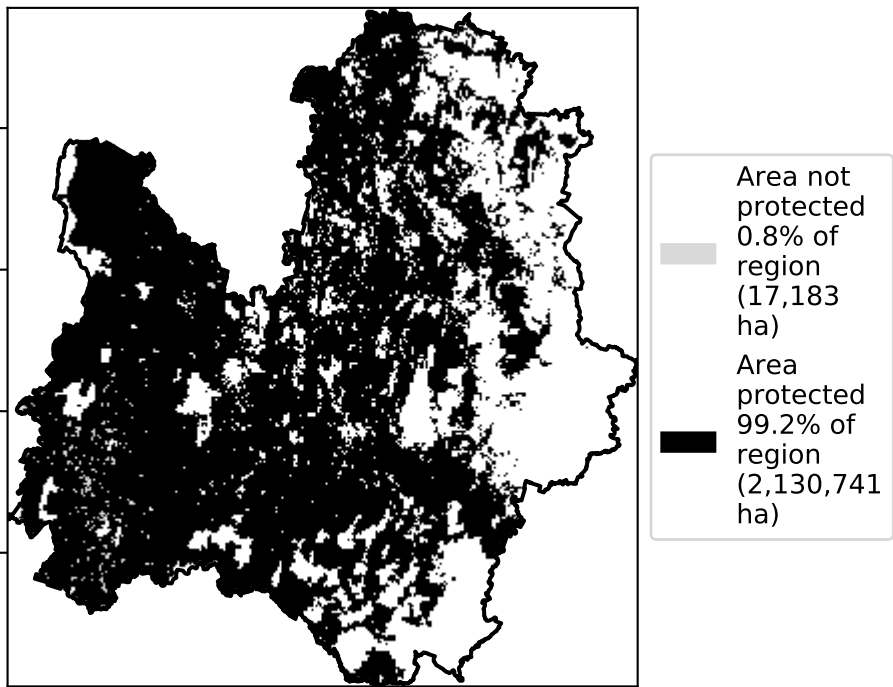 Area not
protected
0.8% of
region
(17,183
ha)
Area
protected
99.2% of
region
(2,130,741
ha)